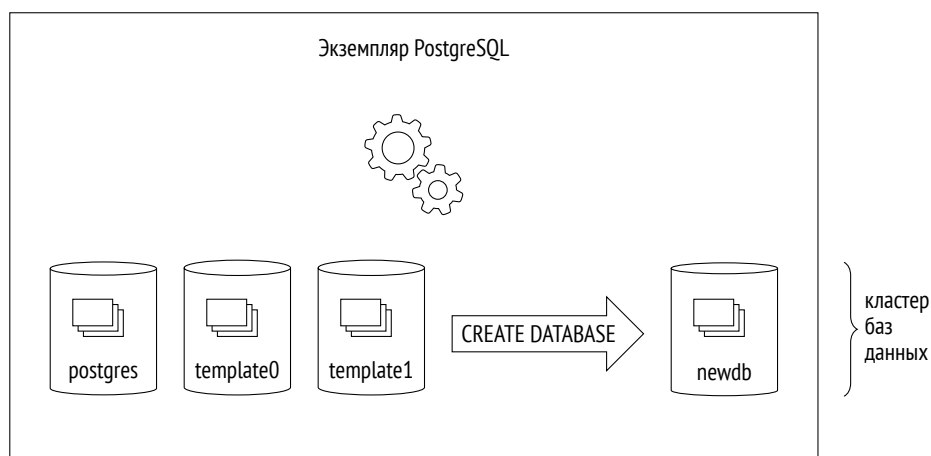 Экземпляр PostgreSQL
postgres
template0
template1
CREATE DATABASE
newdb
кластер
баз
данных